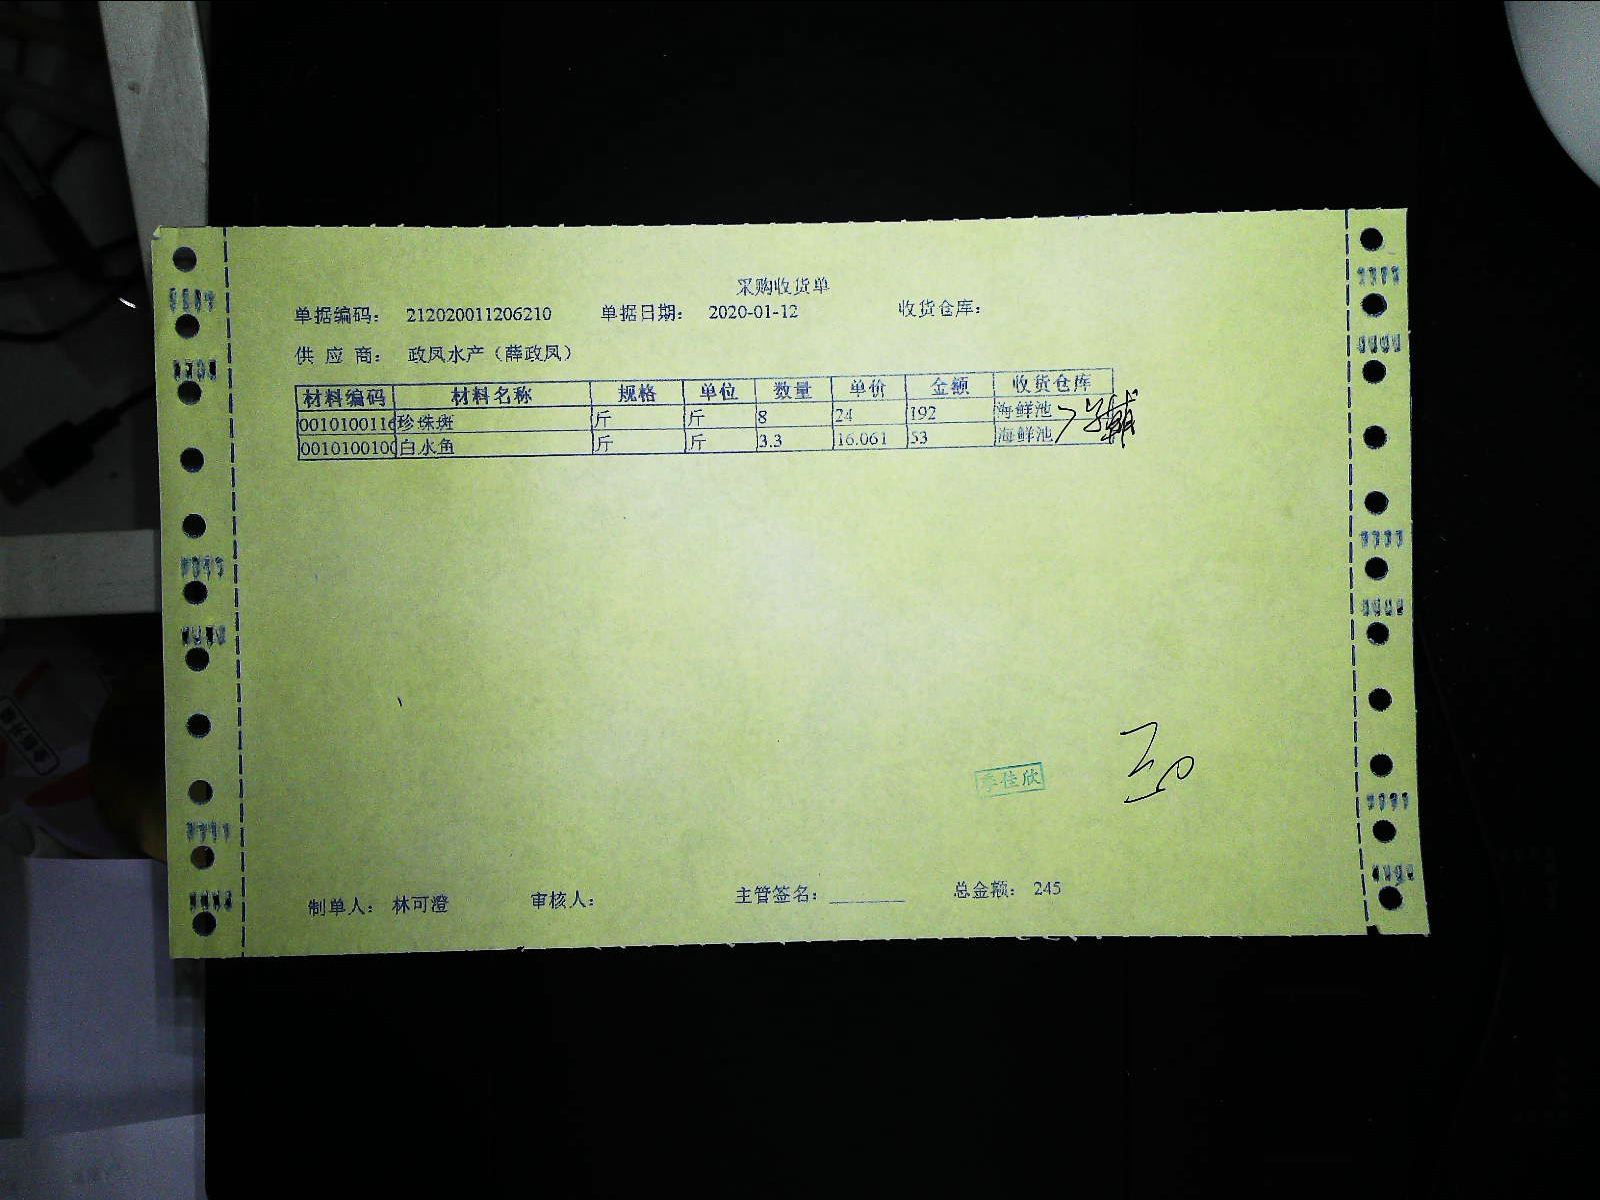 采购收货单
单据编码： 212020011206210 单据日期： 2020-01-12 收货仓库：
供 应 商： 政凤水产（薛政凤）
材料编码 材料名称 规格 单位 数量 单价 金额 收货仓库
0010100116 珍珠斑 斤 斤 8 24 192 海鲜池
0010100100 白水鱼 斤 斤 3.3 16.061 53 海鲜池
李佳欣
制单人： 林可澄 审核人： 主管签名： 总金额： 245